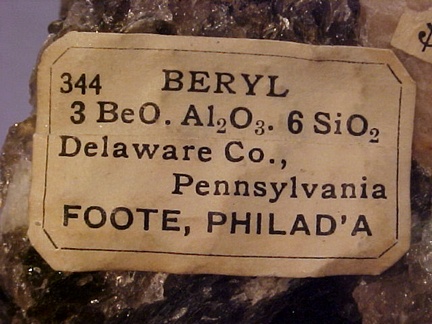 344 BERYL
3 BeO. Al₂O₃. 6 SiO₂
Delaware Co.,
Pennsylvania
FOOTE, PHILAD'A